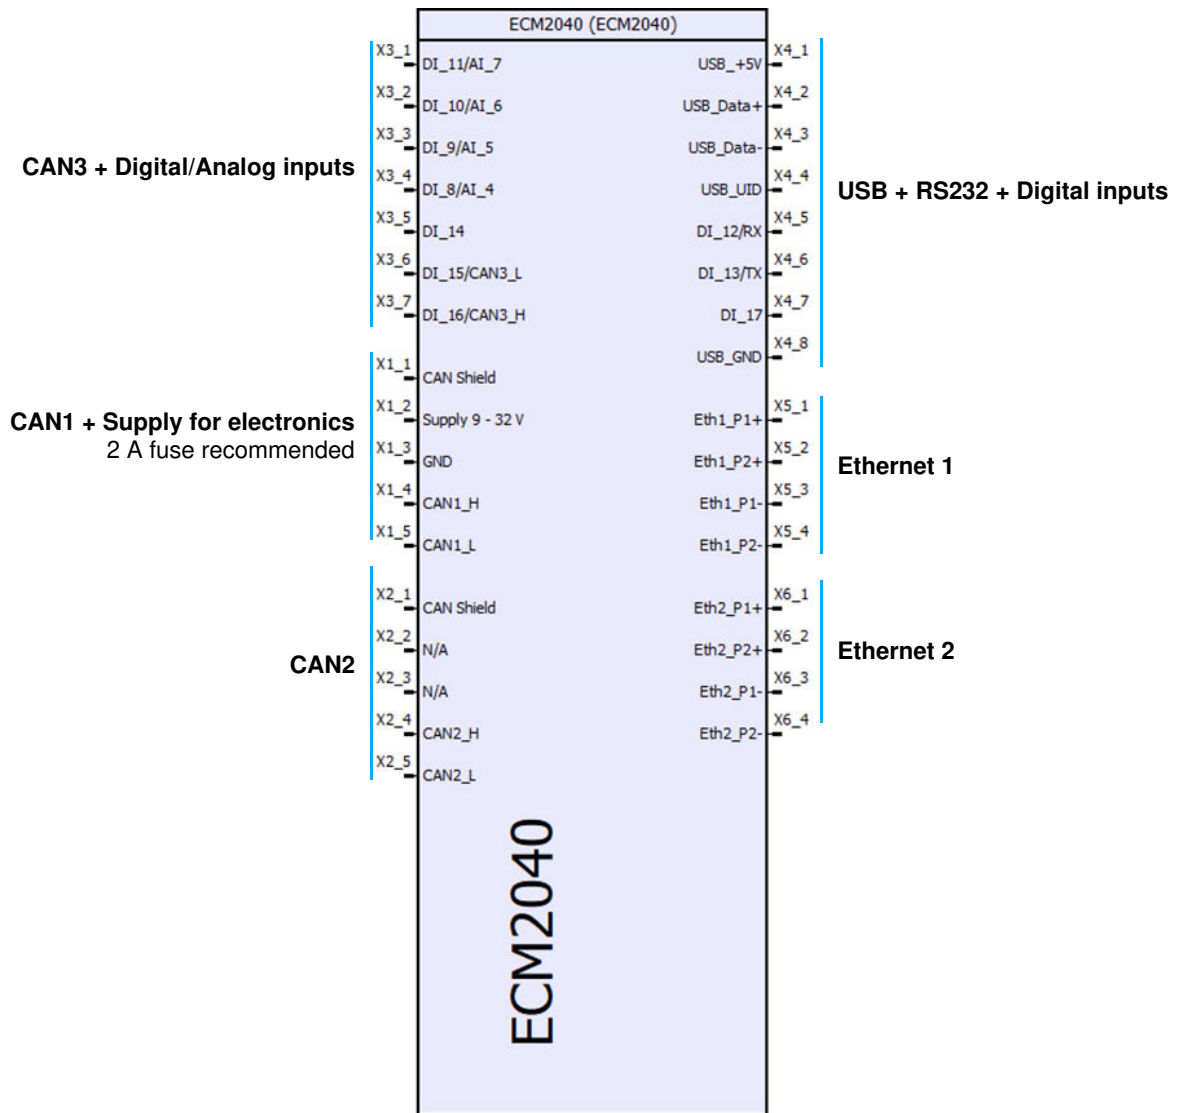 ECM2040 (ECM2040)
CAN3 + Digital/Analog inputs
X3_1 DI_11/AI_7
X3_2 DI_10/AI_6
X3_3 DI_9/AI_5
X3_4 DI_8/AI_4
X3_5 DI_14
X3_6 DI_15/CAN3_L
X3_7 DI_16/CAN3_H
CAN1 + Supply for electronics
2 A fuse recommended
X1_1 CAN Shield
X1_2 Supply 9 - 32 V
X1_3 GND
X1_4 CAN1_H
X1_5 CAN1_L
CAN2
X2_1 CAN Shield
X2_2 N/A
X2_3 N/A
X2_4 CAN2_H
X2_5 CAN2_L
USB_+5V X4_1
USB_Data+ X4_2
USB_Data- X4_3
USB_UID X4_4
DI_12/RX X4_5
DI_13/TX X4_6
DI_17 X4_7
USB_GND X4_8
USB + RS232 + Digital inputs
Eth1_P1+ X5_1
Eth1_P2+ X5_2
Eth1_P1- X5_3
Eth1_P2- X5_4
Ethernet 1
Eth2_P1+ X6_1
Eth2_P2+ X6_2
Eth2_P1- X6_3
Eth2_P2- X6_4
Ethernet 2
ECM2040